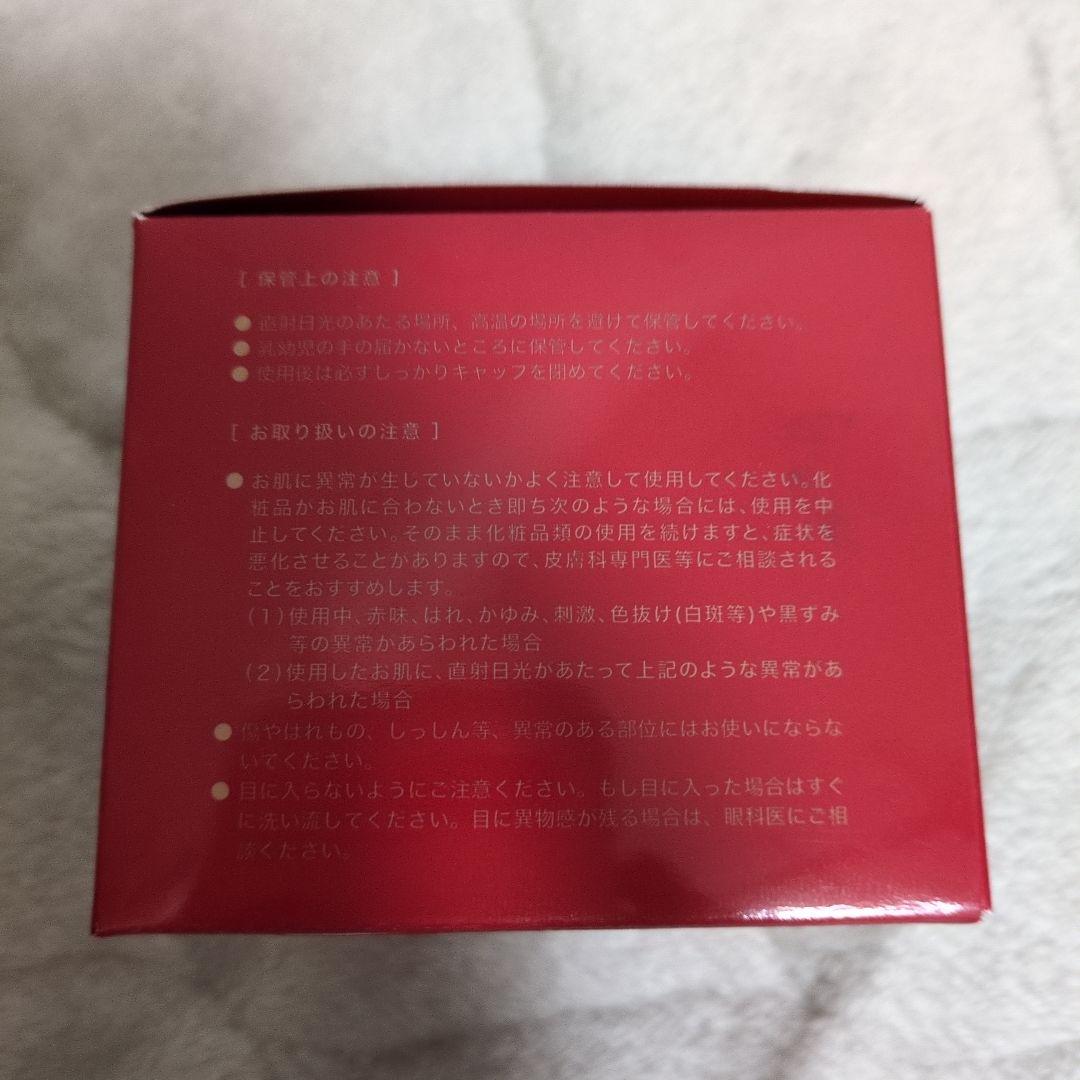 [ 保管上の注意 ]
● 直射日光のあたる場所、高温の場所を避けて保管してください。
● 乳幼児の手の届かないところに保管してください。
● 使用後は必ずしっかりキャップを閉めてください。
[ お取り扱いの注意 ]
● お肌に異常が生じていないかよく注意して使用してください。化
粧品がお肌に合わないとき即ち次のような場合には、使用を中
止してください。そのまま化粧品類の使用を続けますと、症状を
悪化させることがありますので、皮膚科専門医等にご相談される
ことをおすすめします。
(1)使用中、赤味、はれ、かゆみ、刺激、色抜け(白斑等)や黒ずみ
等の異常があらわれた場合
(2)使用したお肌に、直射日光があたって上記のような異常があ
らわれた場合
● 傷やはれもの、しっしん等、異常のある部位にはお使いにならな
いでください。
● 目に入らないようにご注意ください。もし目に入った場合はすぐ
に洗い流してください。目に異物感が残る場合は、眼科医にご相
談ください。